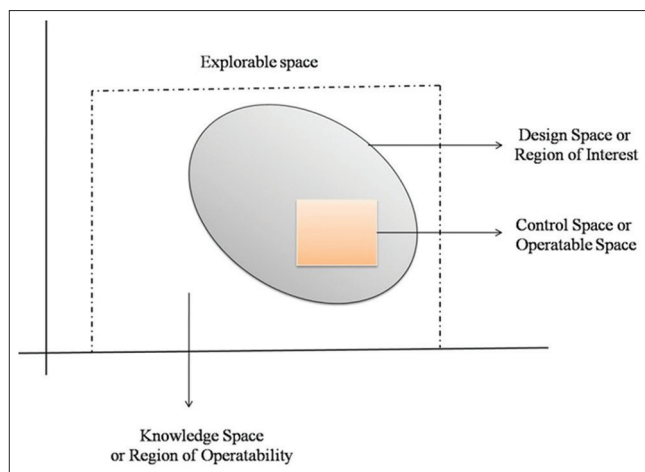 Explorable space
Design Space or
Region of Interest
Control Space or
Operatable Space
Knowledge Space
or Region of Operatability